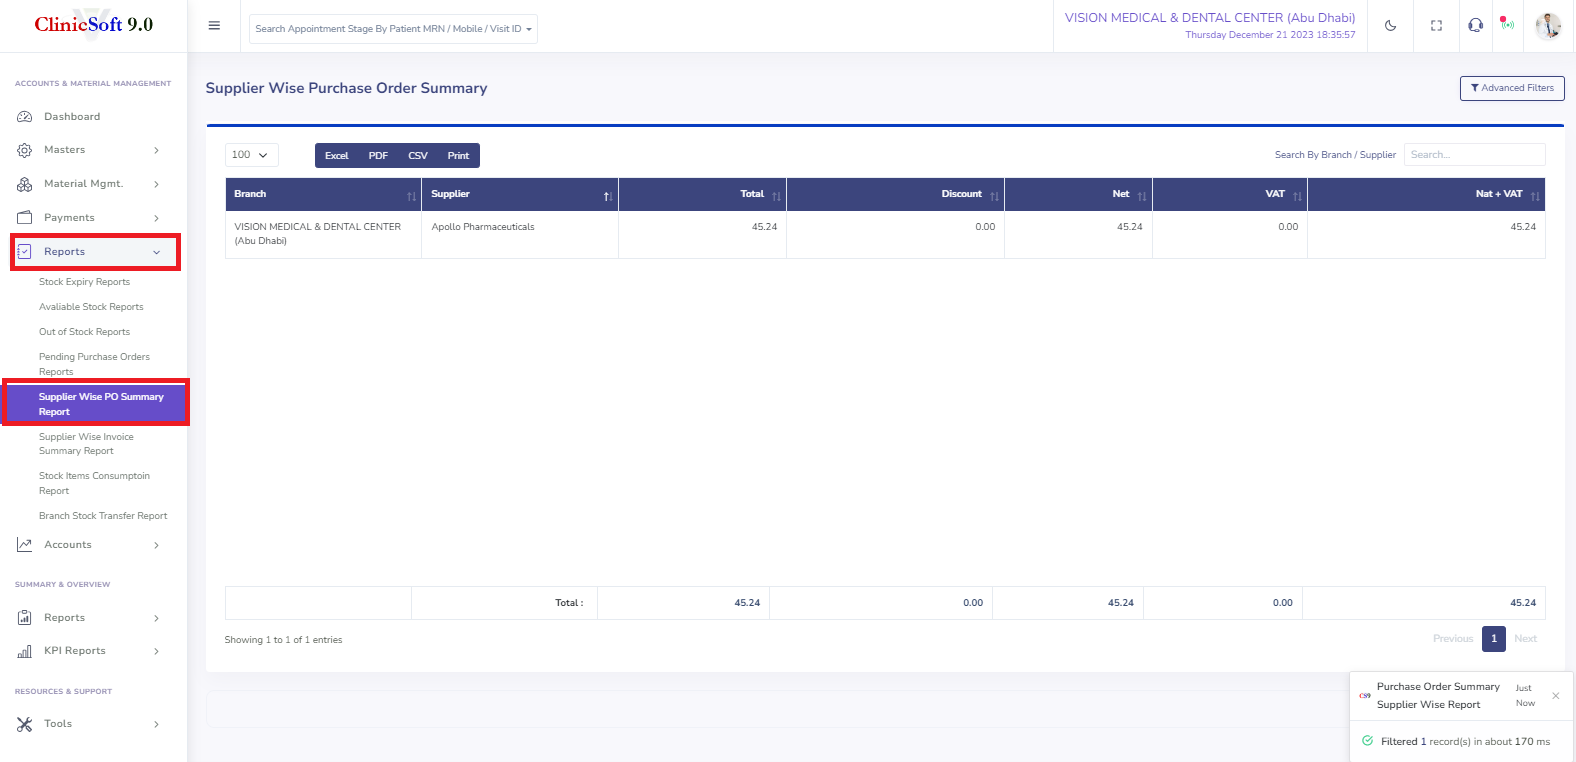 ClinicSoft 9.0
Search Appointment Stage By Patient MRN / Mobile / Visit ID
VISION MEDICAL & DENTAL CENTER (Abu Dhabi)
Thursday December 21 2023 18:35:57
ACCOUNTS & MATERIAL MANAGEMENT
Dashboard
Masters
Material Mgmt.
Payments
Reports
Stock Expiry Reports
Avaliable Stock Reports
Out of Stock Reports
Pending Purchase Orders
Reports
Supplier Wise PO Summary
Report
Supplier Wise Invoice
Summary Report
Stock Items Consumptoin
Report
Branch Stock Transfer Report
Accounts
SUMMARY & OVERVIEW
Reports
KPI Reports
RESOURCES & SUPPORT
Tools
Supplier Wise Purchase Order Summary
Advanced Filters
100
Excel PDF CSV Print
Search By Branch / Supplier Search...
Branch Supplier Total Discount Net VAT Nat + VAT
VISION MEDICAL & DENTAL CENTER Apollo Pharmaceuticals 45.24 0.00 45.24 0.00 45.24
(Abu Dhabi)
Total : 45.24 0.00 45.24 0.00 45.24
Showing 1 to 1 of 1 entries
Previous 1 Next
CS9
Purchase Order Summary
Supplier Wise Report
Just
Now
Filtered 1 record(s) in about 170 ms